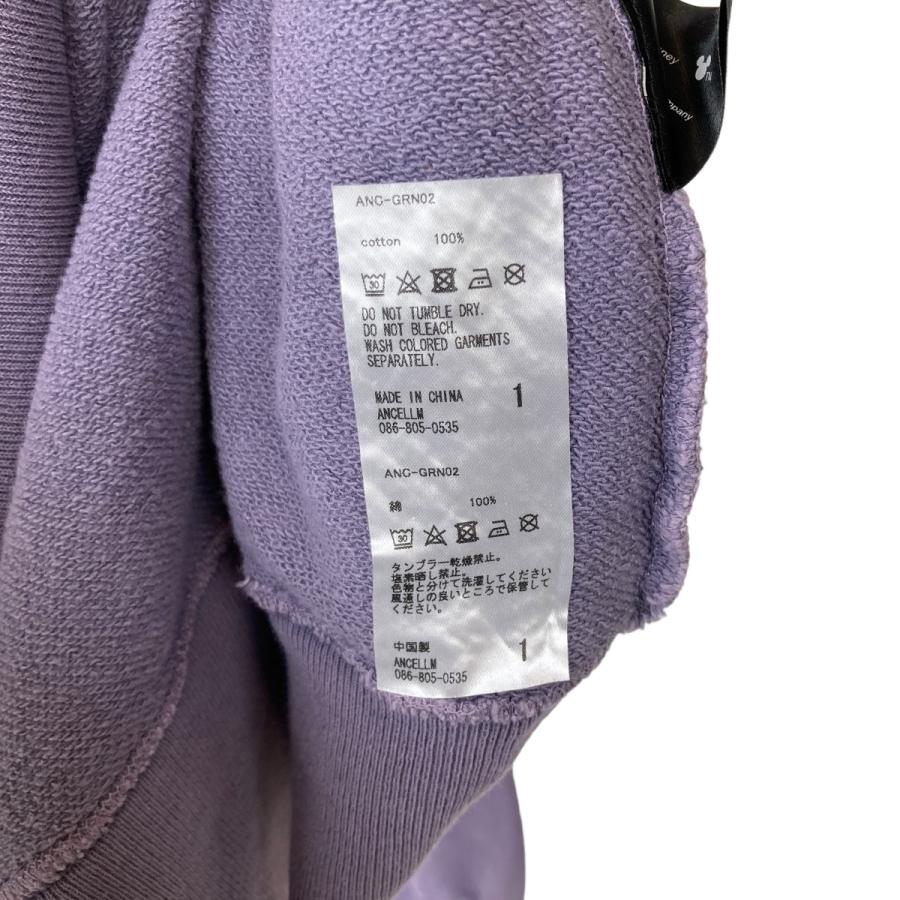 ANC-GRN02
cotton 100%
30
DO NOT TUMBLE DRY.
DO NOT BLEACH.
WASH COLORED GARMENTS
SEPARATELY.
MADE IN CHINA 1
ANCELLM
086-805-0535
ANC-GRN02
綿 100%
30
タンブラー乾燥禁止。
塩素晒し禁止。
色物と分けて洗濯してください
風通しの良いところで保管して
ください。
中国製 1
ANCELLM
086-805-0535